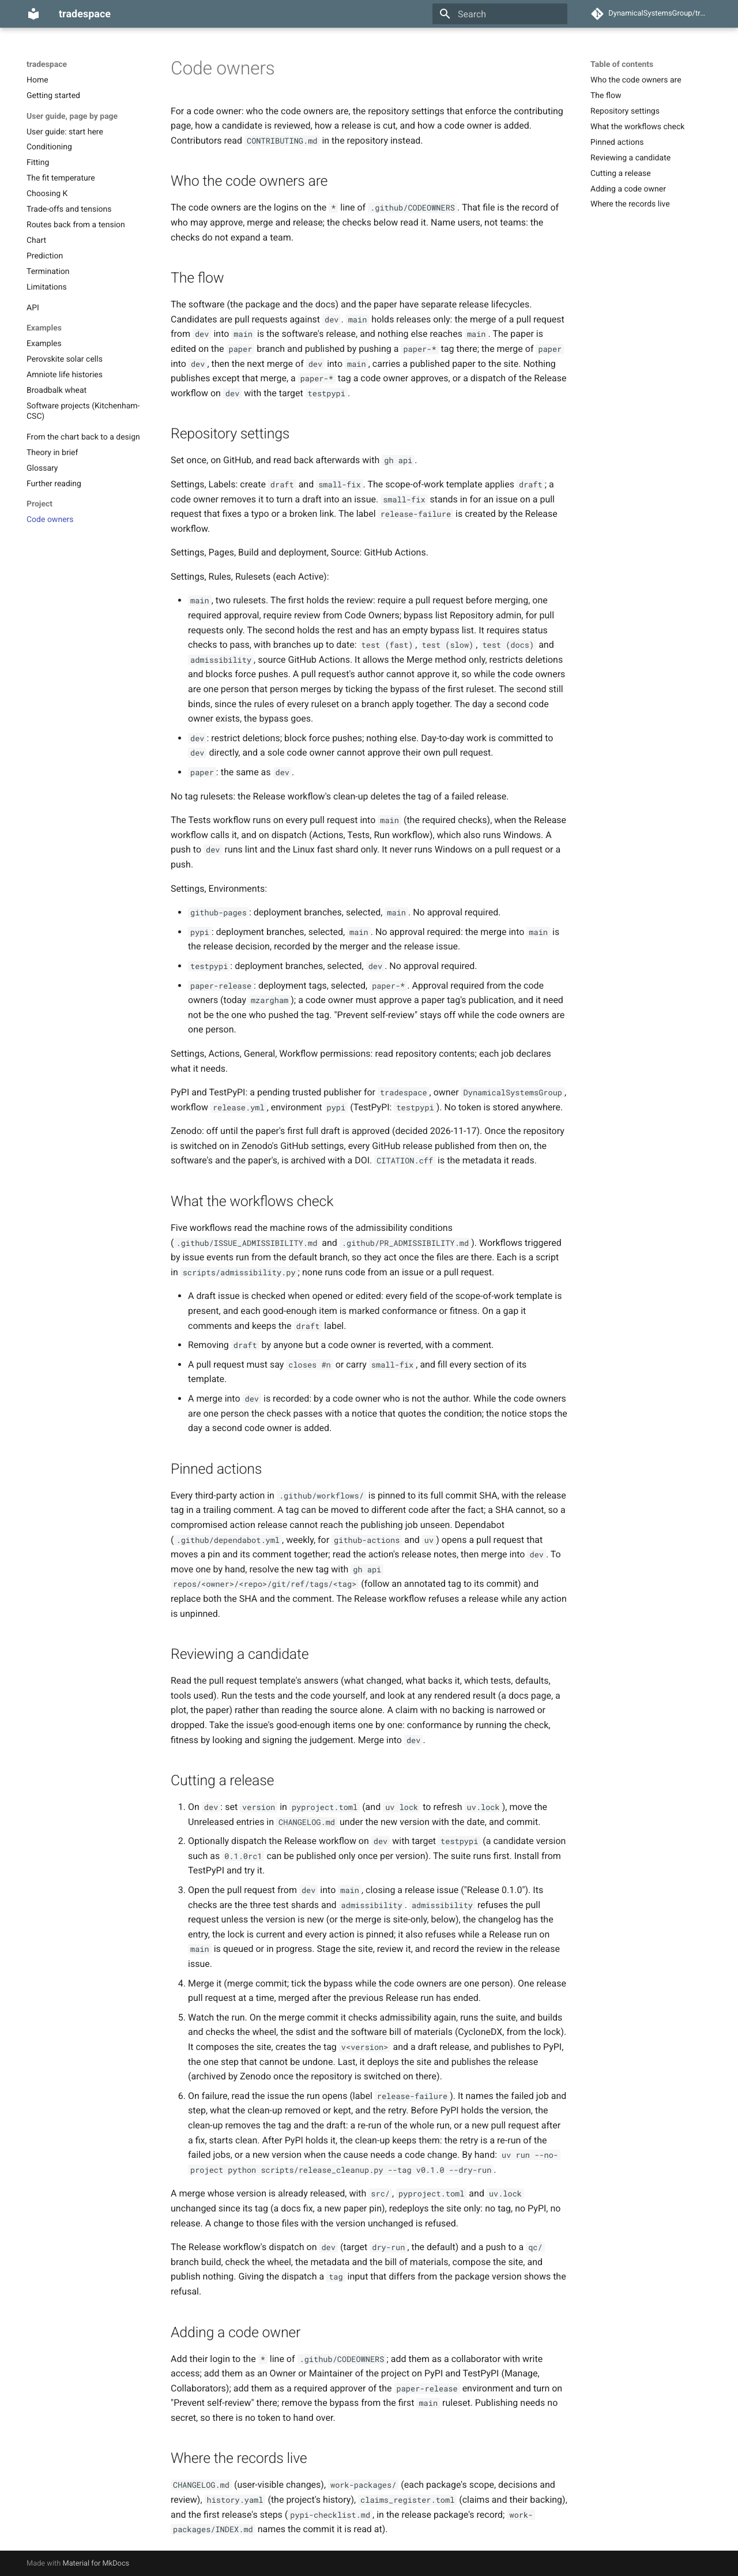 tradespace
Search
DynamicalSystemsGroup/tr…
tradespace
Home
Getting started
User guide, page by page
User guide: start here
Conditioning
Fitting
The fit temperature
Choosing K
Trade-offs and tensions
Routes back from a tension
Chart
Prediction
Termination
Limitations
API
Examples
Examples
Perovskite solar cells
Amniote life histories
Broadbalk wheat
Software projects (Kitchenham-
CSC)
From the chart back to a design
Theory in brief
Glossary
Further reading
Project
Code owners
Code owners
For a code owner: who the code owners are, the repository settings that enforce the contributing
page, how a candidate is reviewed, how a release is cut, and how a code owner is added.
Contributors read CONTRIBUTING.md in the repository instead.
Who the code owners are
The code owners are the logins on the * line of .github/CODEOWNERS. That file is the record of
who may approve, merge and release; the checks below read it. Name users, not teams: the
checks do not expand a team.
The flow
The software (the package and the docs) and the paper have separate release lifecycles.
Candidates are pull requests against dev. main holds releases only: the merge of a pull request
from dev into main is the software's release, and nothing else reaches main. The paper is
edited on the paper branch and published by pushing a paper-* tag there; the merge of paper
into dev, then the next merge of dev into main, carries a published paper to the site. Nothing
publishes except that merge, a paper-* tag a code owner approves, or a dispatch of the Release
workflow on dev with the target testpypi.
Repository settings
Set once, on GitHub, and read back afterwards with gh api.
Settings, Labels: create draft and small-fix. The scope-of-work template applies draft; a
code owner removes it to turn a draft into an issue. small-fix stands in for an issue on a pull
request that fixes a typo or a broken link. The label release-failure is created by the Release
workflow.
Settings, Pages, Build and deployment, Source: GitHub Actions.
Settings, Rules, Rulesets (each Active):
• main, two rulesets. The first holds the review: require a pull request before merging, one
required approval, require review from Code Owners; bypass list Repository admin, for pull
requests only. The second holds the rest and has an empty bypass list. It requires status
checks to pass, with branches up to date: test (fast), test (slow), test (docs) and
admissibility, source GitHub Actions. It allows the Merge method only, restricts deletions
and blocks force pushes. A pull request's author cannot approve it, so while the code owners
are one person that person merges by ticking the bypass of the first ruleset. The second still
binds, since the rules of every ruleset on a branch apply together. The day a second code
owner exists, the bypass goes.
• dev: restrict deletions; block force pushes; nothing else. Day-to-day work is committed to
dev directly, and a sole code owner cannot approve their own pull request.
• paper: the same as dev.
No tag rulesets: the Release workflow's clean-up deletes the tag of a failed release.
The Tests workflow runs on every pull request into main (the required checks), when the Release
workflow calls it, and on dispatch (Actions, Tests, Run workflow), which also runs Windows. A
push to dev runs lint and the Linux fast shard only. It never runs Windows on a pull request or a
push.
Settings, Environments:
• github-pages: deployment branches, selected, main. No approval required.
• pypi: deployment branches, selected, main. No approval required: the merge into main is
the release decision, recorded by the merger and the release issue.
• testpypi: deployment branches, selected, dev. No approval required.
• paper-release: deployment tags, selected, paper-*. Approval required from the code
owners (today mzargham); a code owner must approve a paper tag's publication, and it need
not be the one who pushed the tag. "Prevent self-review" stays off while the code owners are
one person.
Settings, Actions, General, Workflow permissions: read repository contents; each job declares
what it needs.
PyPI and TestPyPI: a pending trusted publisher for tradespace, owner DynamicalSystemsGroup,
workflow release.yml, environment pypi (TestPyPI: testpypi). No token is stored anywhere.
Zenodo: off until the paper's first full draft is approved (decided 2026-11-17). Once the repository
is switched on in Zenodo's GitHub settings, every GitHub release published from then on, the
software's and the paper's, is archived with a DOI. CITATION.cff is the metadata it reads.
What the workflows check
Five workflows read the machine rows of the admissibility conditions
(.github/ISSUE_ADMISSIBILITY.md and .github/PR_ADMISSIBILITY.md). Workflows triggered
by issue events run from the default branch, so they act once the files are there. Each is a script
in scripts/admissibility.py; none runs code from an issue or a pull request.
• A draft issue is checked when opened or edited: every field of the scope-of-work template is
present, and each good-enough item is marked conformance or fitness. On a gap it
comments and keeps the draft label.
• Removing draft by anyone but a code owner is reverted, with a comment.
• A pull request must say closes #n or carry small-fix, and fill every section of its
template.
• A merge into dev is recorded: by a code owner who is not the author. While the code owners
are one person the check passes with a notice that quotes the condition; the notice stops the
day a second code owner is added.
Pinned actions
Every third-party action in .github/workflows/ is pinned to its full commit SHA, with the release
tag in a trailing comment. A tag can be moved to different code after the fact; a SHA cannot, so a
compromised action release cannot reach the publishing job unseen. Dependabot
(.github/dependabot.yml, weekly, for github-actions and uv) opens a pull request that
moves a pin and its comment together; read the action's release notes, then merge into dev. To
move one by hand, resolve the new tag with gh api
repos/<owner>/<repo>/git/ref/tags/<tag> (follow an annotated tag to its commit) and
replace both the SHA and the comment. The Release workflow refuses a release while any action
is unpinned.
Reviewing a candidate
Read the pull request template's answers (what changed, what backs it, which tests, defaults,
tools used). Run the tests and the code yourself, and look at any rendered result (a docs page, a
plot, the paper) rather than reading the source alone. A claim with no backing is narrowed or
dropped. Take the issue's good-enough items one by one: conformance by running the check,
fitness by looking and signing the judgement. Merge into dev.
Cutting a release
1. On dev: set version in pyproject.toml (and uv lock to refresh uv.lock), move the
Unreleased entries in CHANGELOG.md under the new version with the date, and commit.
2. Optionally dispatch the Release workflow on dev with target testpypi (a candidate version
such as 0.1.0rc1 can be published only once per version). The suite runs first. Install from
TestPyPI and try it.
3. Open the pull request from dev into main, closing a release issue ("Release 0.1.0"). Its
checks are the three test shards and admissibility. admissibility refuses the pull
request unless the version is new (or the merge is site-only, below), the changelog has the
entry, the lock is current and every action is pinned; it also refuses while a Release run on
main is queued or in progress. Stage the site, review it, and record the review in the release
issue.
4. Merge it (merge commit; tick the bypass while the code owners are one person). One release
pull request at a time, merged after the previous Release run has ended.
5. Watch the run. On the merge commit it checks admissibility again, runs the suite, and builds
and checks the wheel, the sdist and the software bill of materials (CycloneDX, from the lock).
It composes the site, creates the tag v<version> and a draft release, and publishes to PyPI,
the one step that cannot be undone. Last, it deploys the site and publishes the release
(archived by Zenodo once the repository is switched on there).
6. On failure, read the issue the run opens (label release-failure). It names the failed job and
step, what the clean-up removed or kept, and the retry. Before PyPI holds the version, the
clean-up removes the tag and the draft: a re-run of the whole run, or a new pull request after
a fix, starts clean. After PyPI holds it, the clean-up keeps them: the retry is a re-run of the
failed jobs, or a new version when the cause needs a code change. By hand: uv run --no-
project python scripts/release_cleanup.py --tag v0.1.0 --dry-run.
A merge whose version is already released, with src/, pyproject.toml and uv.lock
unchanged since its tag (a docs fix, a new paper pin), redeploys the site only: no tag, no PyPI, no
release. A change to those files with the version unchanged is refused.
The Release workflow's dispatch on dev (target dry-run, the default) and a push to a qc/
branch build, check the wheel, the metadata and the bill of materials, compose the site, and
publish nothing. Giving the dispatch a tag input that differs from the package version shows the
refusal.
Adding a code owner
Add their login to the * line of .github/CODEOWNERS; add them as a collaborator with write
access; add them as an Owner or Maintainer of the project on PyPI and TestPyPI (Manage,
Collaborators); add them as a required approver of the paper-release environment and turn on
"Prevent self-review" there; remove the bypass from the first main ruleset. Publishing needs no
secret, so there is no token to hand over.
Where the records live
CHANGELOG.md (user-visible changes), work-packages/ (each package's scope, decisions and
review), history.yaml (the project's history), claims_register.toml (claims and their backing),
and the first release's steps (pypi-checklist.md, in the release package's record; work-
packages/INDEX.md names the commit it is read at).
Table of contents
Who the code owners are
The flow
Repository settings
What the workflows check
Pinned actions
Reviewing a candidate
Cutting a release
Adding a code owner
Where the records live
Made with Material for MkDocs